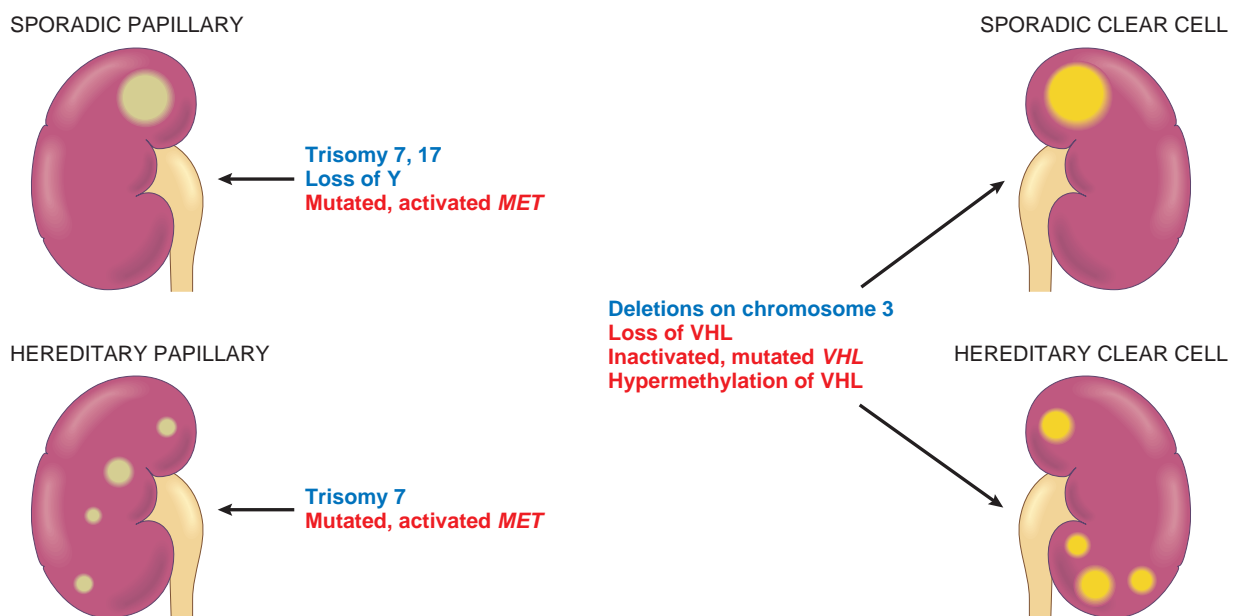 SPORADIC PAPILLARY
Trisomy 7, 17
Loss of Y
Mutated, activated MET
HEREDITARY PAPILLARY
Trisomy 7
Mutated, activated MET
SPORADIC CLEAR CELL
Deletions on chromosome 3
Loss of VHL
Inactivated, mutated VHL
Hypermethylation of VHL
HEREDITARY CLEAR CELL